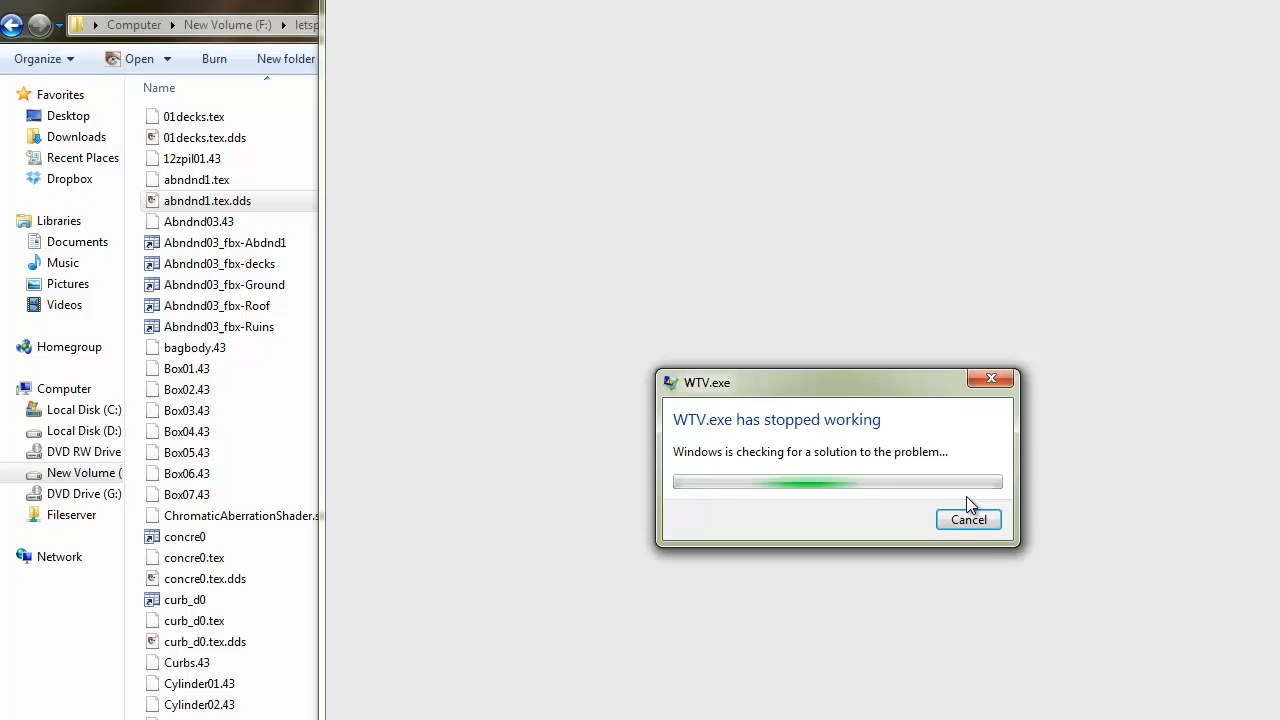 Computer
New Volume (F:)
letsp
Organize
Open
Burn
New folder
Name
Favorites
Desktop
Downloads
Recent Places
Dropbox
Libraries
Documents
Music
Pictures
Videos
Homegroup
Computer
Local Disk (C:)
Local Disk (D:)
DVD RW Drive
New Volume (
DVD Drive (G:)
Fileserver
Network
01decks.tex
01decks.tex.dds
12zpil01.43
abndnd1.tex
abndnd1.tex.dds
Abndnd03.43
Abndnd03_fbx-Abdnd1
Abndnd03_fbx-decks
Abndnd03_fbx-Ground
Abndnd03_fbx-Roof
Abndnd03_fbx-Ruins
bagbody.43
Box01.43
Box02.43
Box03.43
Box04.43
Box05.43
Box06.43
Box07.43
ChromaticAberrationShader.s
concre0
concre0.tex
concre0.tex.dds
curb_d0
curb_d0.tex
curb_d0.tex.dds
Curbs.43
Cylinder01.43
Cylinder02.43
WTV.exe
WTV.exe has stopped working
Windows is checking for a solution to the problem...
Cancel